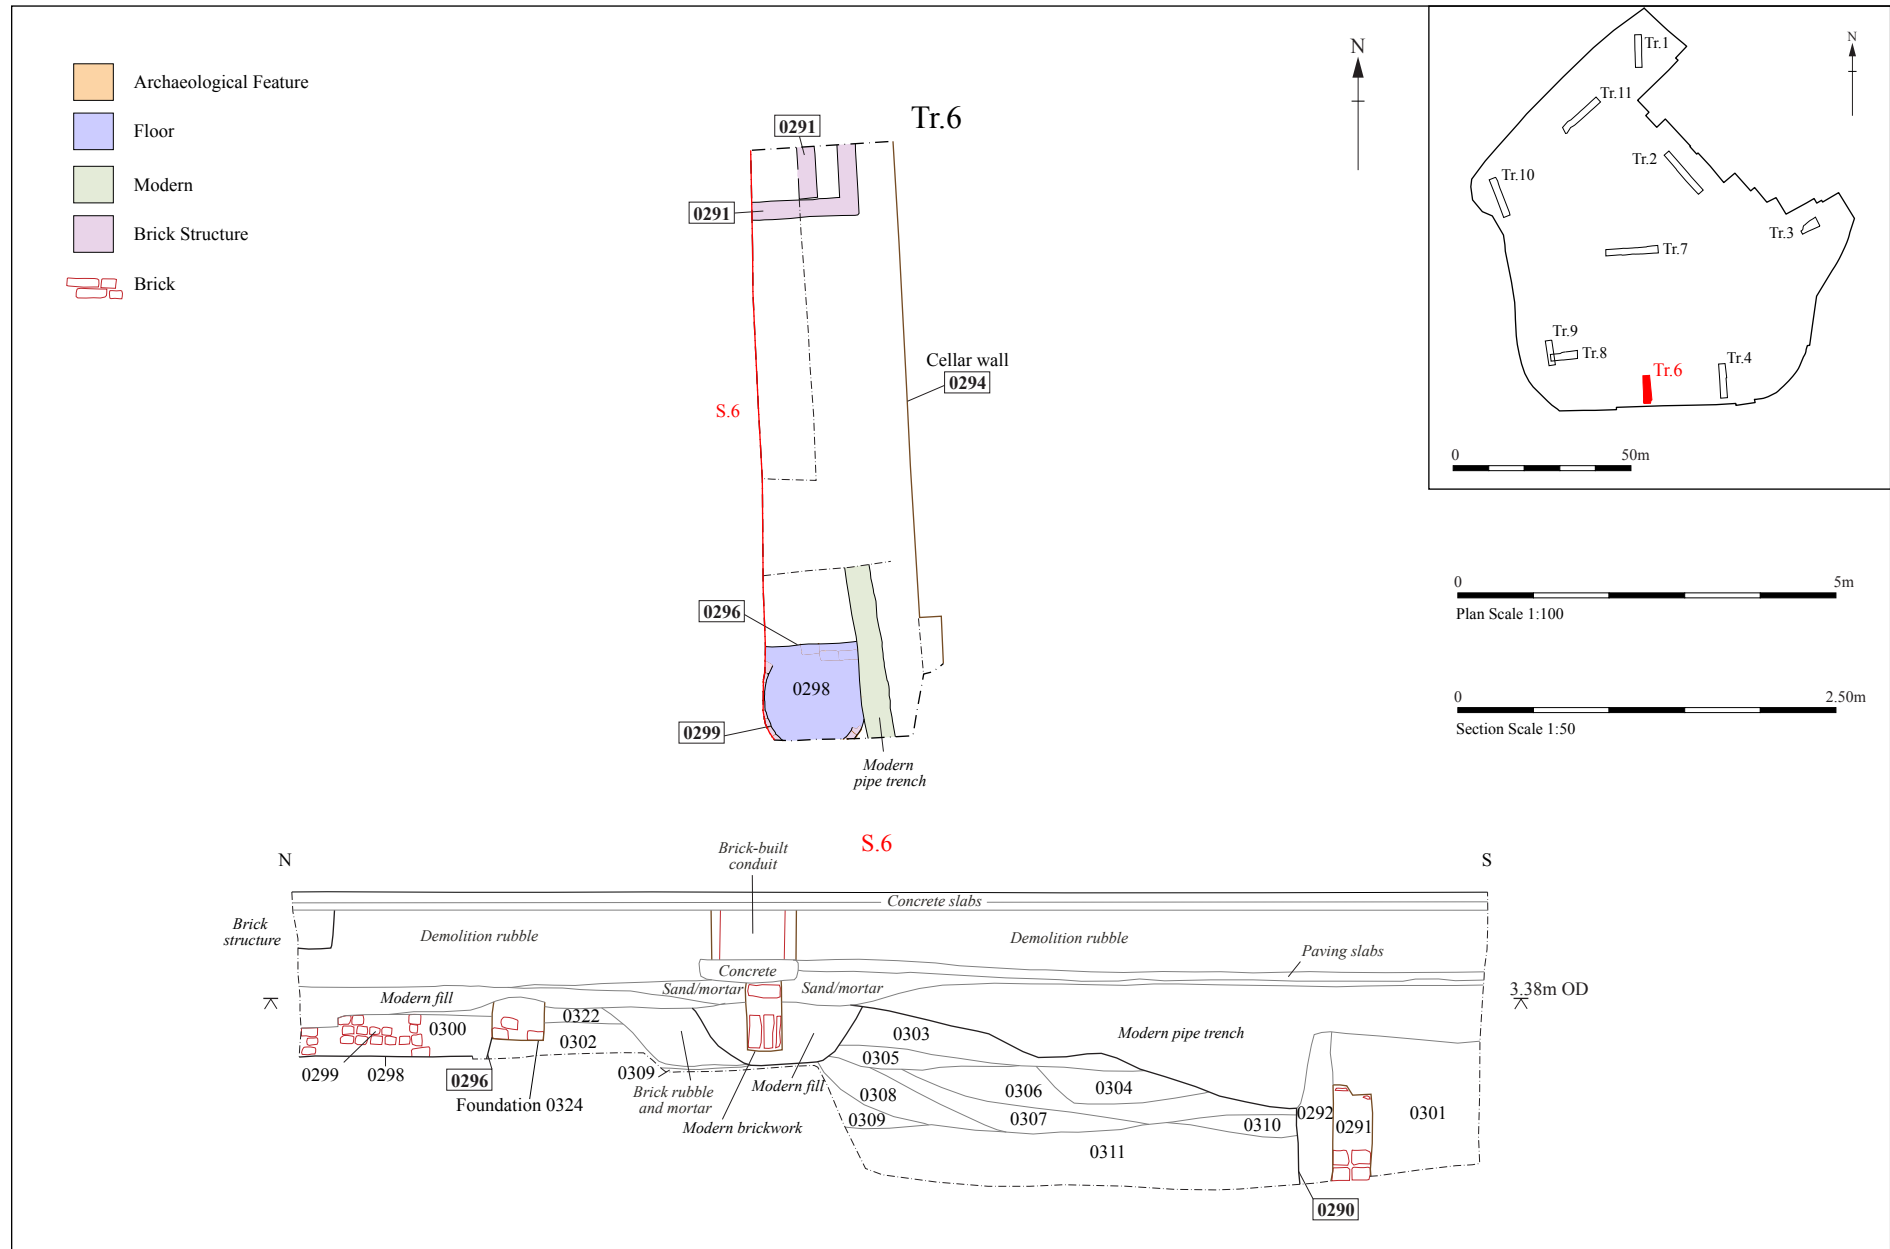 Archaeological Feature
Floor
Modern
Brick Structure
Brick
Tr.6
0291
0291
S.6
Cellar wall
0294
0296
0298
0299
Modern
pipe trench
N
N
Tr.1
Tr.11
Tr.2
Tr.10
Tr.3
Tr.7
Tr.9
Tr.8
Tr.6
Tr.4
0
50m
0
5m
Plan Scale 1:100
0
2.50m
Section Scale 1:50
S.6
N
S
Brick-built
conduit
Concrete slabs
Brick
structure
Demolition rubble
Demolition rubble
Paving slabs
Concrete
Sand/mortar
Sand/mortar
3.38m OD
Modern fill
0300
0322
0302
0303
Modern pipe trench
0305
0299
0298
0296
Foundation 0324
0309
Brick rubble
and mortar
Modern fill
Modern brickwork
0308
0309
0306
0304
0307
0310
0311
0292
0291
0301
0290